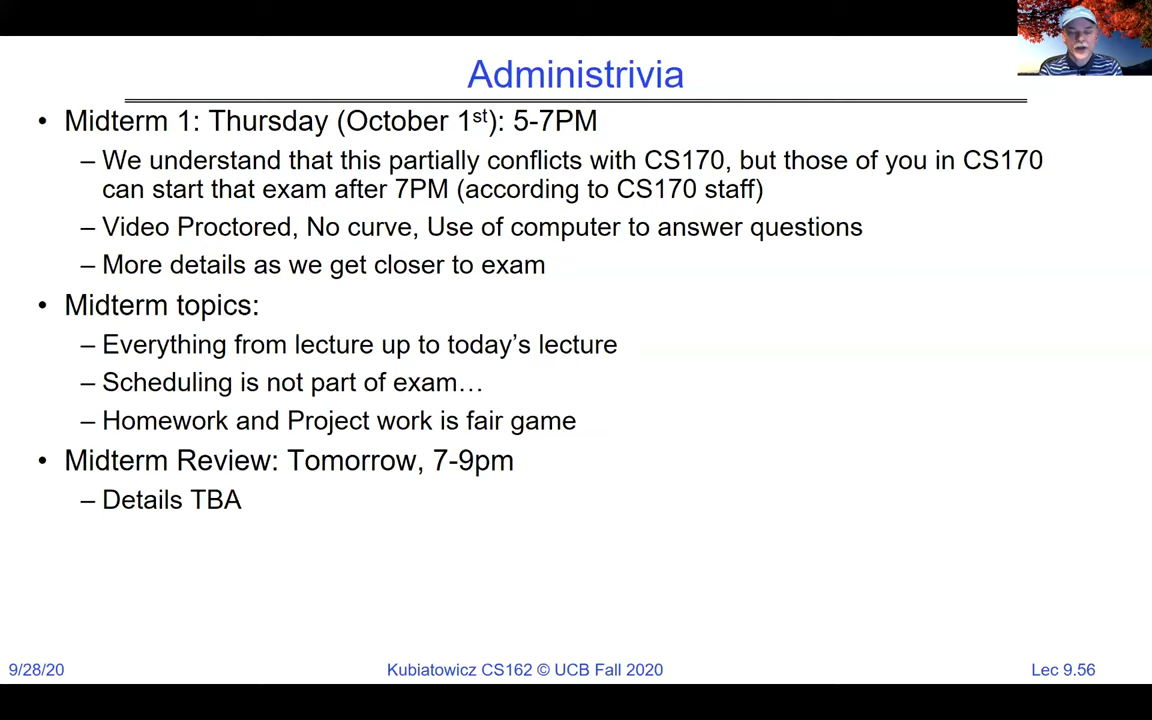 Administrivia
• Midterm 1: Thursday (October 1st): 5-7PM
– We understand that this partially conflicts with CS170, but those of you in CS170
can start that exam after 7PM (according to CS170 staff)
– Video Proctored, No curve, Use of computer to answer questions
– More details as we get closer to exam
• Midterm topics:
– Everything from lecture up to today’s lecture
– Scheduling is not part of exam…
– Homework and Project work is fair game
• Midterm Review: Tomorrow, 7-9pm
– Details TBA
9/28/20 Kubiatowicz CS162 © UCB Fall 2020 Lec 9.56